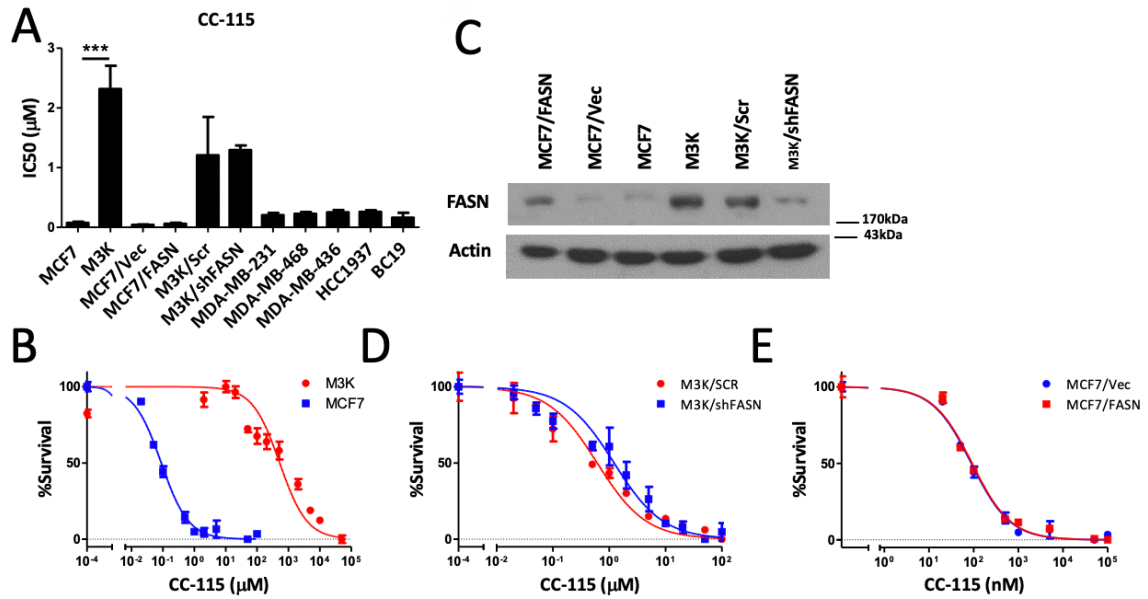 A
CC-115
IC50 (μM)
3
2
1
0
***
MCF7
M3K
MCF7/Vec
MCF7/FASN
M3K/Scr
M3K/shFASN
MDA-MB-231
MDA-MB-468
MDA-MB-436
HCC1937
BC19
C
MCF7/FASN
MCF7/Vec
MCF7
M3K
M3K/Scr
M3K/shFASN
FASN
170kDa
43kDa
Actin
B
%Survival
100
50
0
M3K
MCF7
10⁻⁴ 10⁻² 10⁻¹ 10⁰ 10¹ 10² 10³ 10⁴ 10⁵
CC-115 (μM)
D
%Survival
100
50
0
M3K/SCR
M3K/shFASN
10⁻⁴ 10⁻¹ 10⁰ 10¹ 10²
CC-115 (μM)
E
%Survival
100
50
0
MCF7/Vec
MCF7/FASN
10⁰ 10¹ 10² 10³ 10⁴ 10⁵
CC-115 (nM)